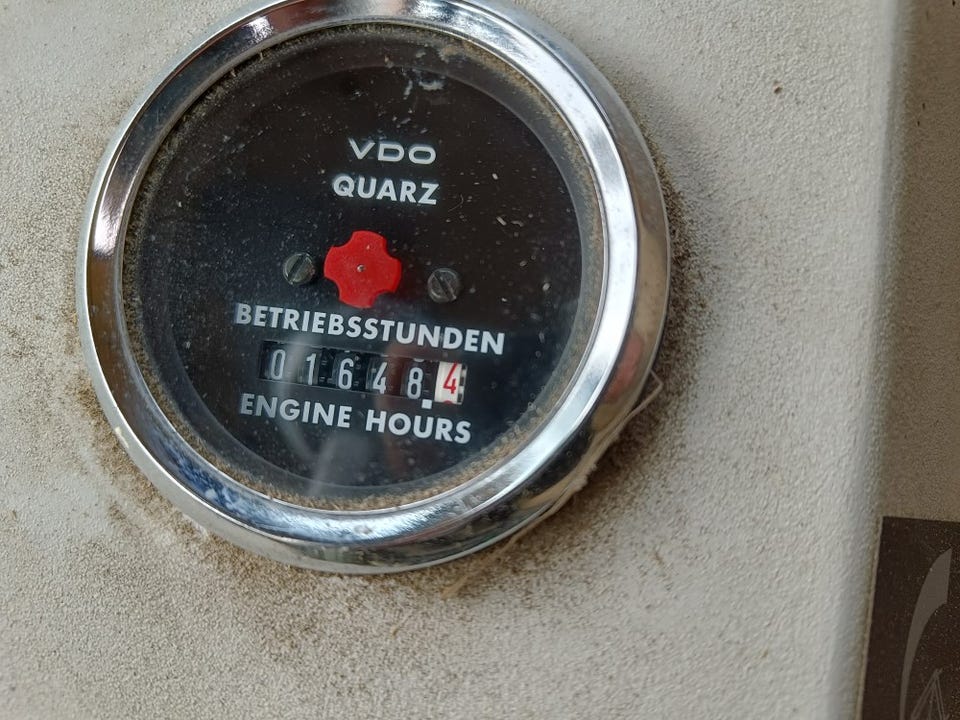 VDO
QUARZ
BETRIEBSSTUNDEN
01648.4
ENGINE HOURS